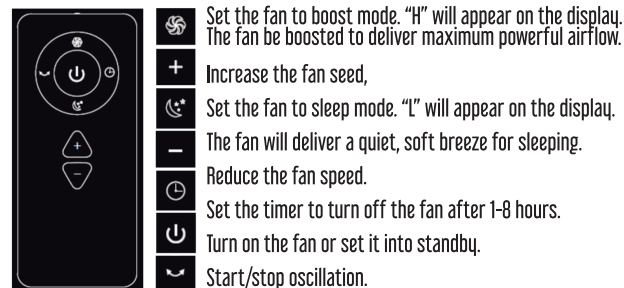 Set the fan to boost mode. “H” will appear on the display.
The fan be boosted to deliver maximum powerful airflow.
Increase the fan seed,
Set the fan to sleep mode. “L” will appear on the display.
The fan will deliver a quiet, soft breeze for sleeping.
Reduce the fan speed.
Set the timer to turn off the fan after 1-8 hours.
Turn on the fan or set it into standby.
Start/stop oscillation.